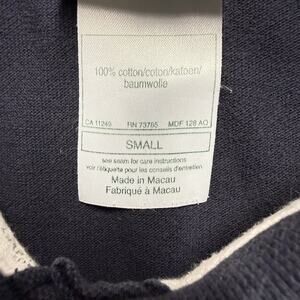 100% cotton/coton/katoen/
baumwolle
CA 11249 RN 73765 MDF 128 AQ
SMALL
see seam for care instructions
voir l'étiquette pour les conseils d'entretien.
Made in Macau
Fabriqué à Macau